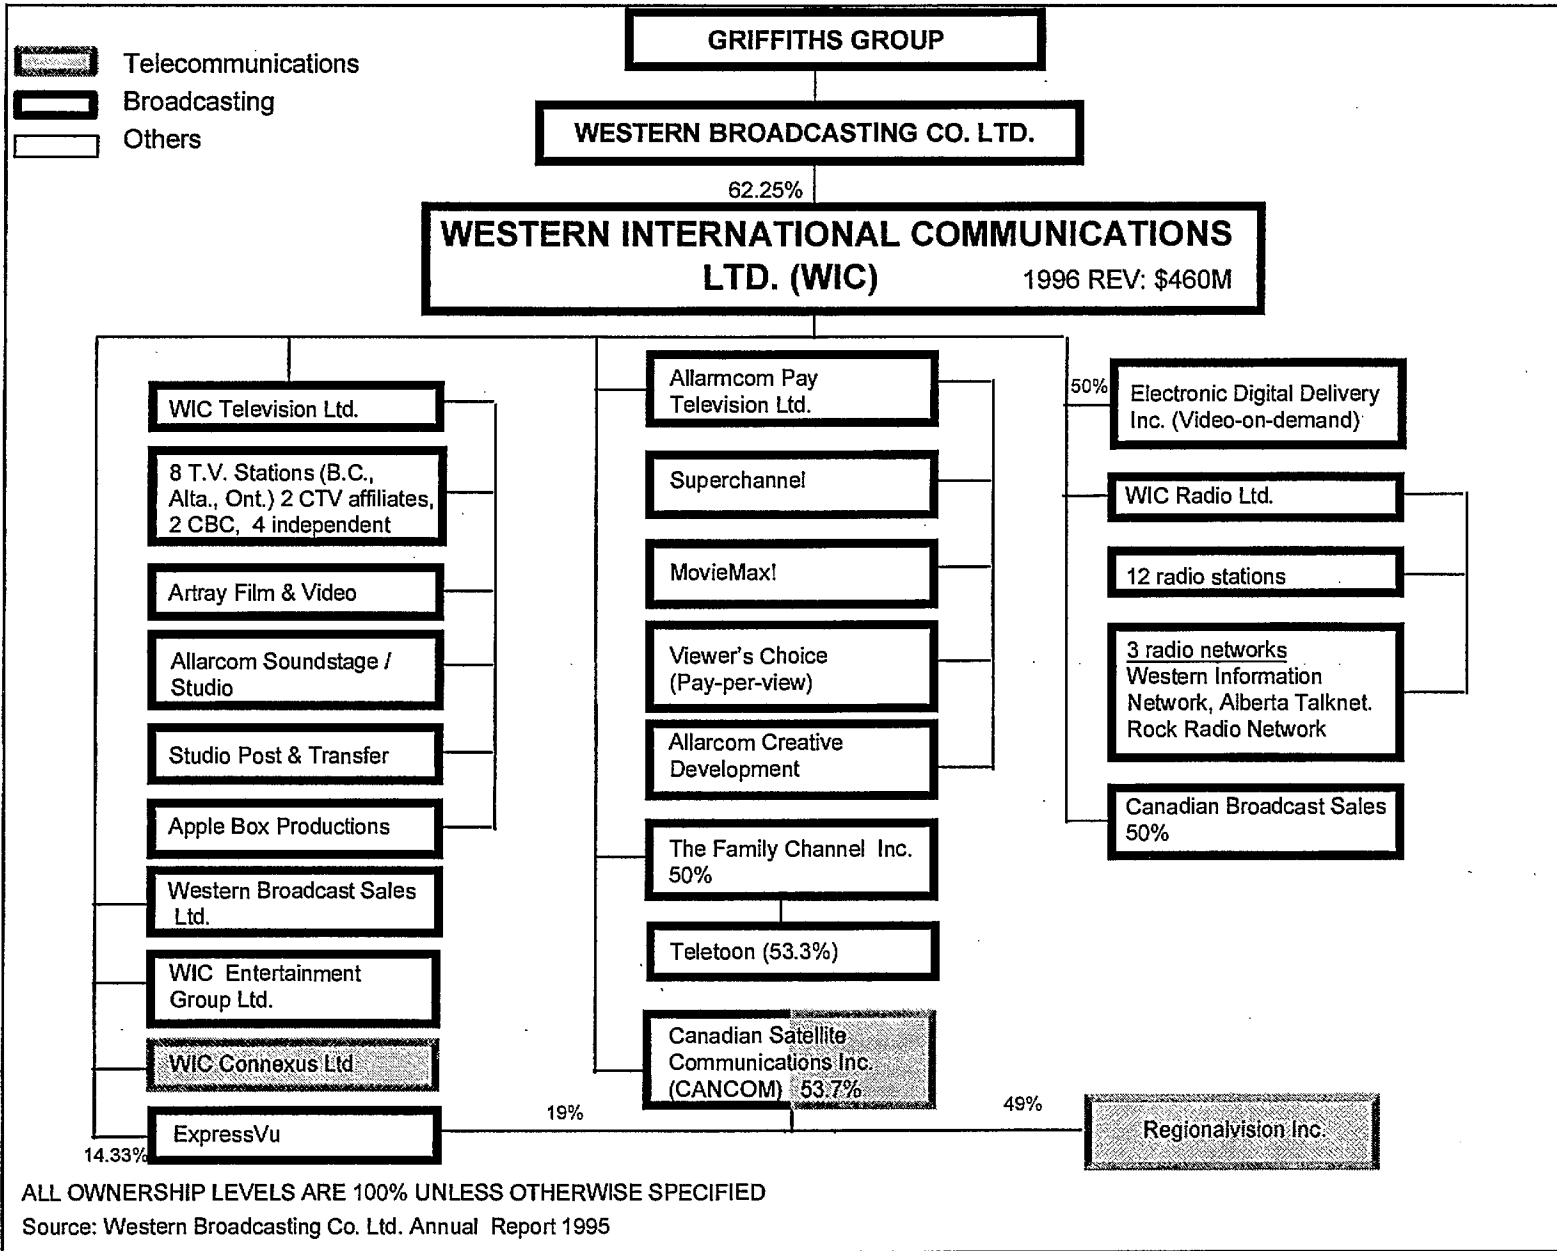 GRIFFITHS GROUP
Telecommunications
Broadcasting
Others
WESTERN BROADCASTING CO. LTD.
62.25%
WESTERN INTERNATIONAL COMMUNICATIONS
LTD. (WIC) 1996 REV: $460M
WIC Television Ltd.
8 T.V. Stations (B.C.,
Alta., Ont.) 2 CTV affiliates,
2 CBC, 4 independent
Artray Film & Video
Allarcom Soundstage /
Studio
Studio Post & Transfer
Apple Box Productions
Western Broadcast Sales
Ltd.
WIC Entertainment
Group Ltd.
WIC Connexus Ltd
ExpressVu
14.33%
Allarmcom Pay
Television Ltd.
Superchannel
MovieMax!
Viewer's Choice
(Pay-per-view)
Allarcom Creative
Development
The Family Channel Inc.
50%
Teletoon (53.3%)
Canadian Satellite
Communications Inc.
(CANCOM) 53.7%
19%
49%
50%
Electronic Digital Delivery
Inc. (Video-on-demand)
WIC Radio Ltd.
12 radio stations
3 radio networks
Western Information
Network, Alberta Talknet.
Rock Radio Network
Canadian Broadcast Sales
50%
Regionalvision Inc.
ALL OWNERSHIP LEVELS ARE 100% UNLESS OTHERWISE SPECIFIED
Source: Western Broadcasting Co. Ltd. Annual Report 1995